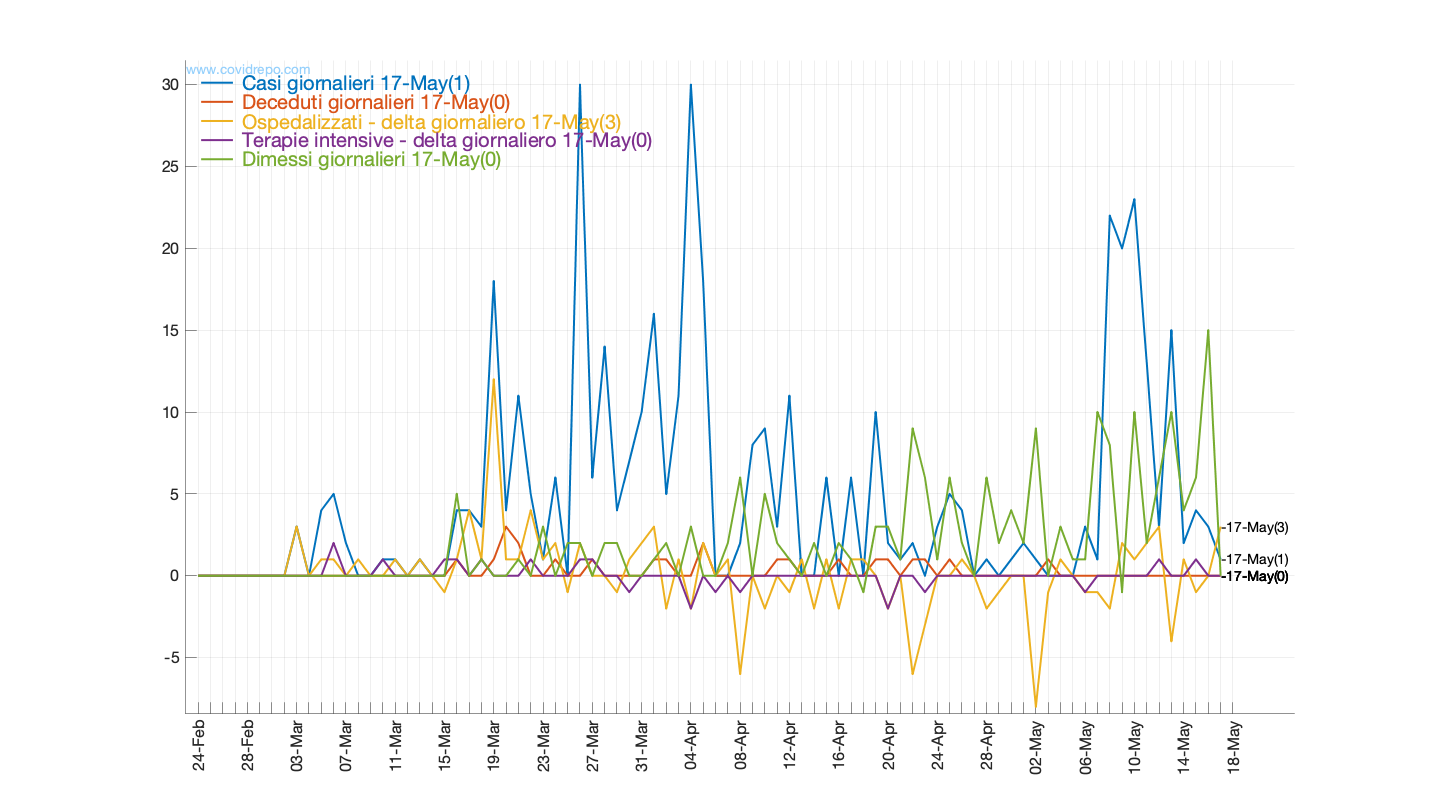 www.covidrepo.com
Casi giornalieri 17-May(1)
Deceduti giornalieri 17-May(0)
Ospedalizzati - delta giornaliero 17-May(3)
Terapie intensive - delta giornaliero 17-May(0)
Dimessi giornalieri 17-May(0)
30
25
20
15
10
5
0
-5
17-May(3)
17-May(1)
17-May(0)
24-Feb
28-Feb
03-Mar
07-Mar
11-Mar
15-Mar
19-Mar
23-Mar
27-Mar
31-Mar
04-Apr
08-Apr
12-Apr
16-Apr
20-Apr
24-Apr
28-Apr
02-May
06-May
10-May
14-May
18-May